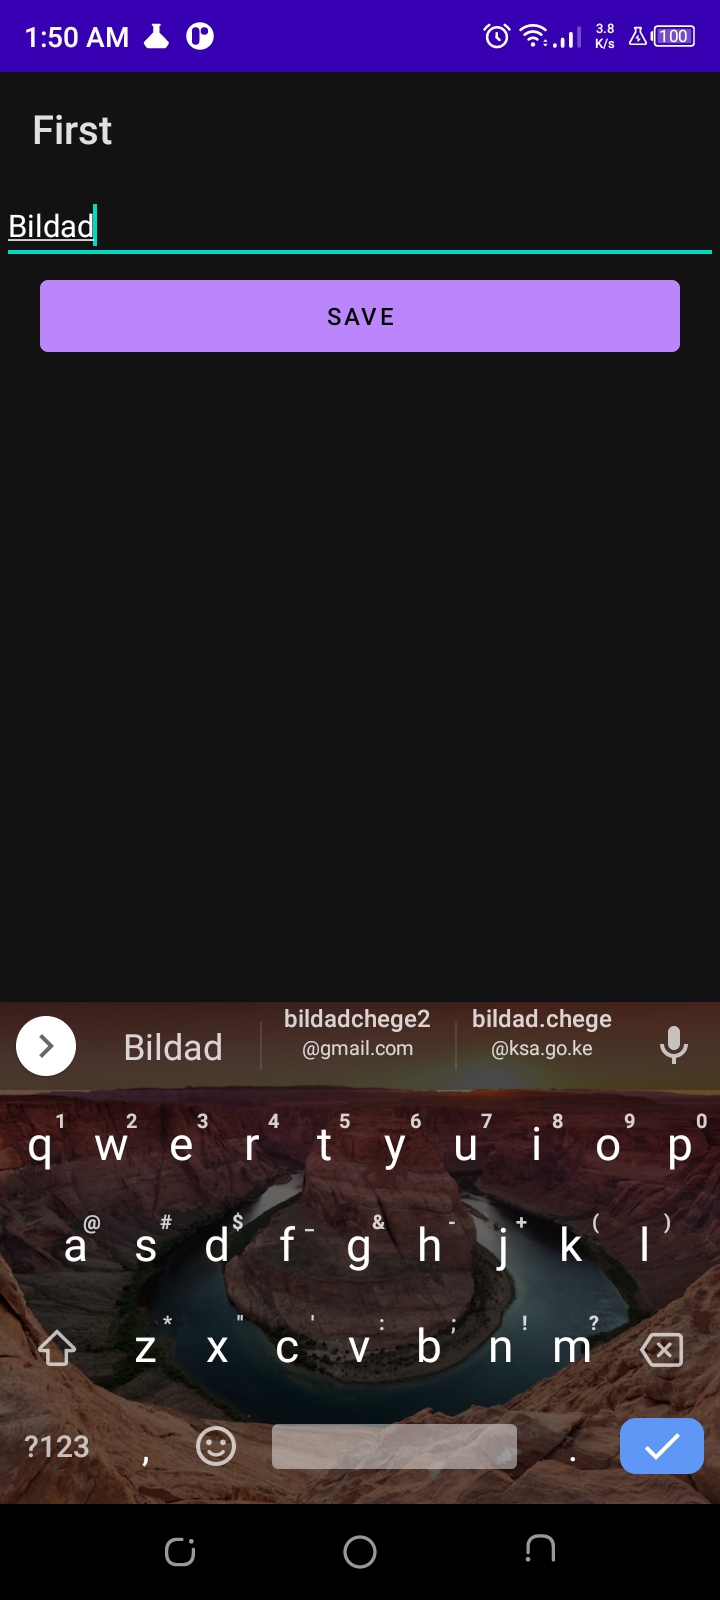 1:50 AM 3.8 K/s 100
First
Bildad
SAVE
Bildad bildadchege2 @gmail.com bildad.chege @ksa.go.ke
1 2 3 4 5 6 7 8 9 0
q w e r t y u i o p
@ # $ _ & - + ( )
a s d f g h j k l
* " ' : ; ! ?
z x c v b n m
?123 , .